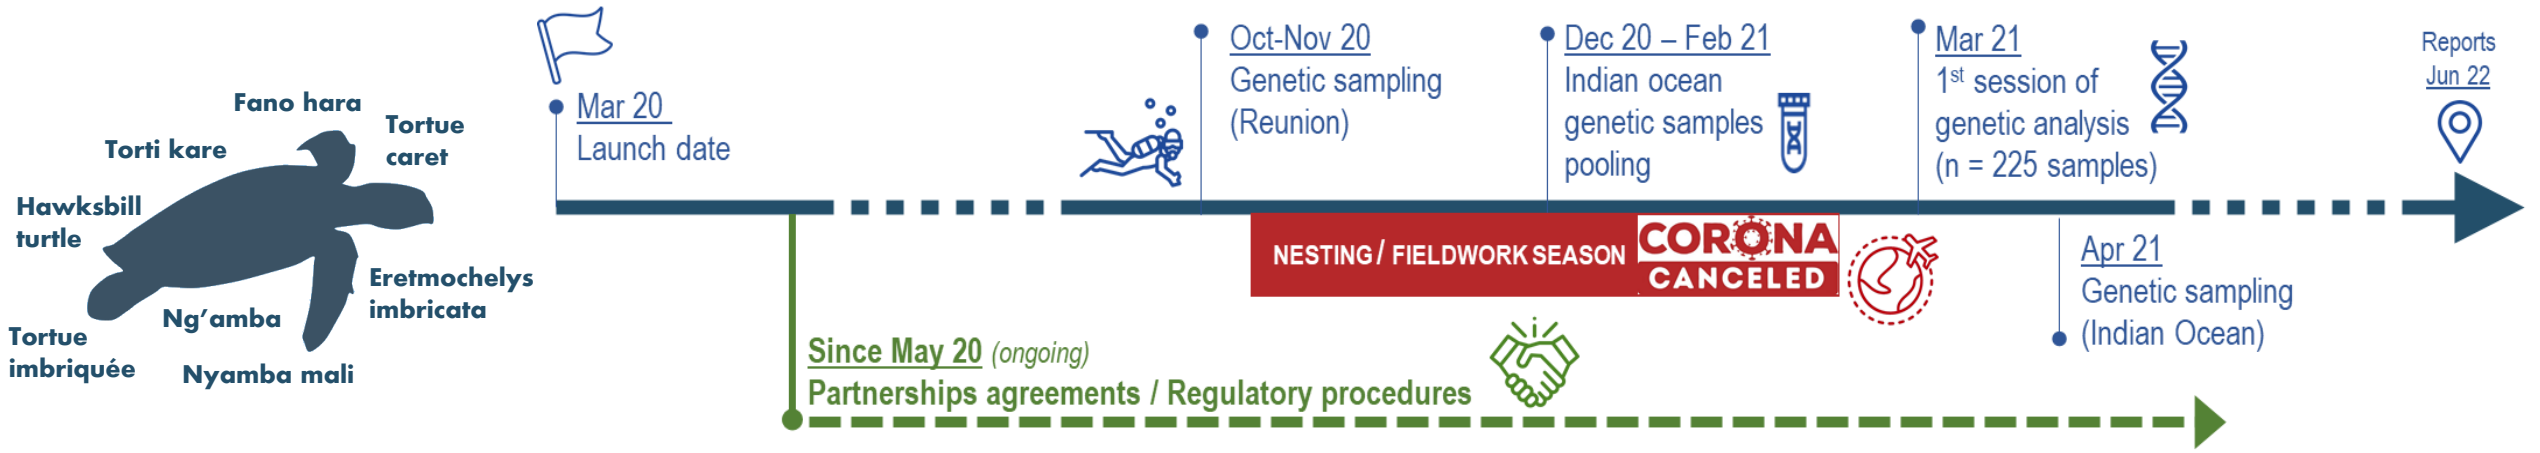 Fano hara
Tortue
caret
Torti kare
Hawksbill
turtle
Eretmochelys
imbricata
Ng’amba
Tortue
imbriquée
Nyamba mali
Mar 20
Launch date
Oct-Nov 20
Genetic sampling
(Reunion)
Dec 20 – Feb 21
Indian ocean
genetic samples
pooling
Mar 21
1st session of
genetic analysis
(n = 225 samples)
Reports
Jun 22
NESTING / FIELDWORK SEASON
CORONA
CANCELED
Apr 21
Genetic sampling
(Indian Ocean)
Since May 20 (ongoing)
Partnerships agreements / Regulatory procedures